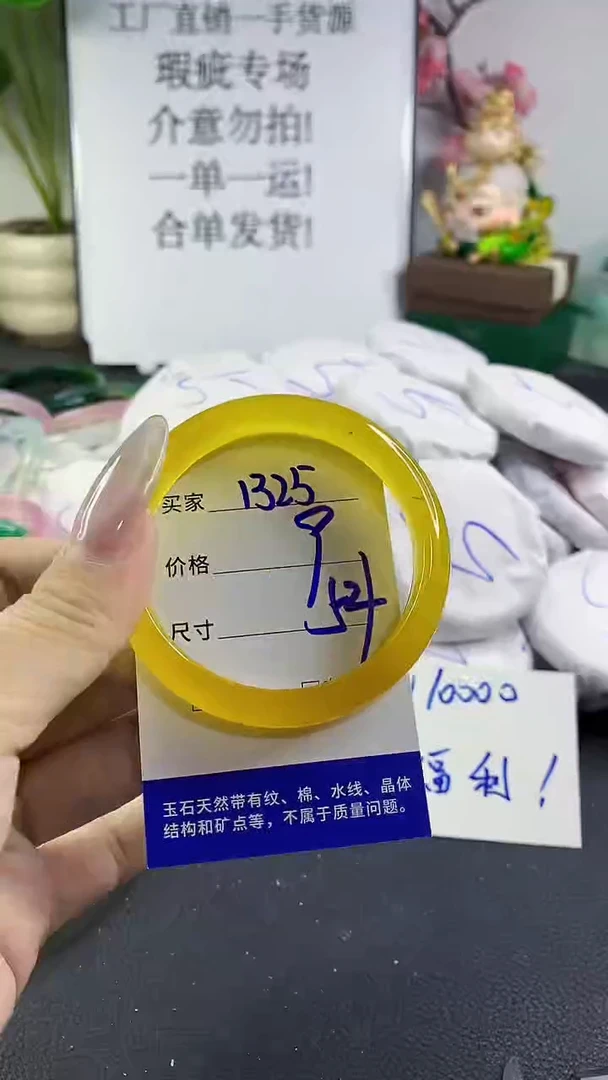 工厂直销一手货源
瑕疵专场
介意勿拍!
一单一运!
合单发货!
买家 1325
价格
尺寸 54
10000
福利!
玉石天然带有纹、棉、水线、晶体
结构和矿点等，不属于质量问题。